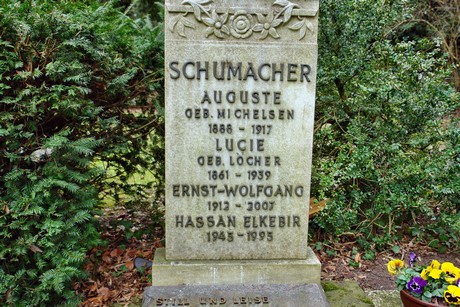 SCHUMACHER
AUGUSTE
GEB. MICHELSEN
1888 - 1917
LUCIE
GEB. LOCHER
1861 - 1939
ERNST-WOLFGANG
1912 - 2007
HASSAN ELKEBIR
1945 - 1995
STILL UND LEISE